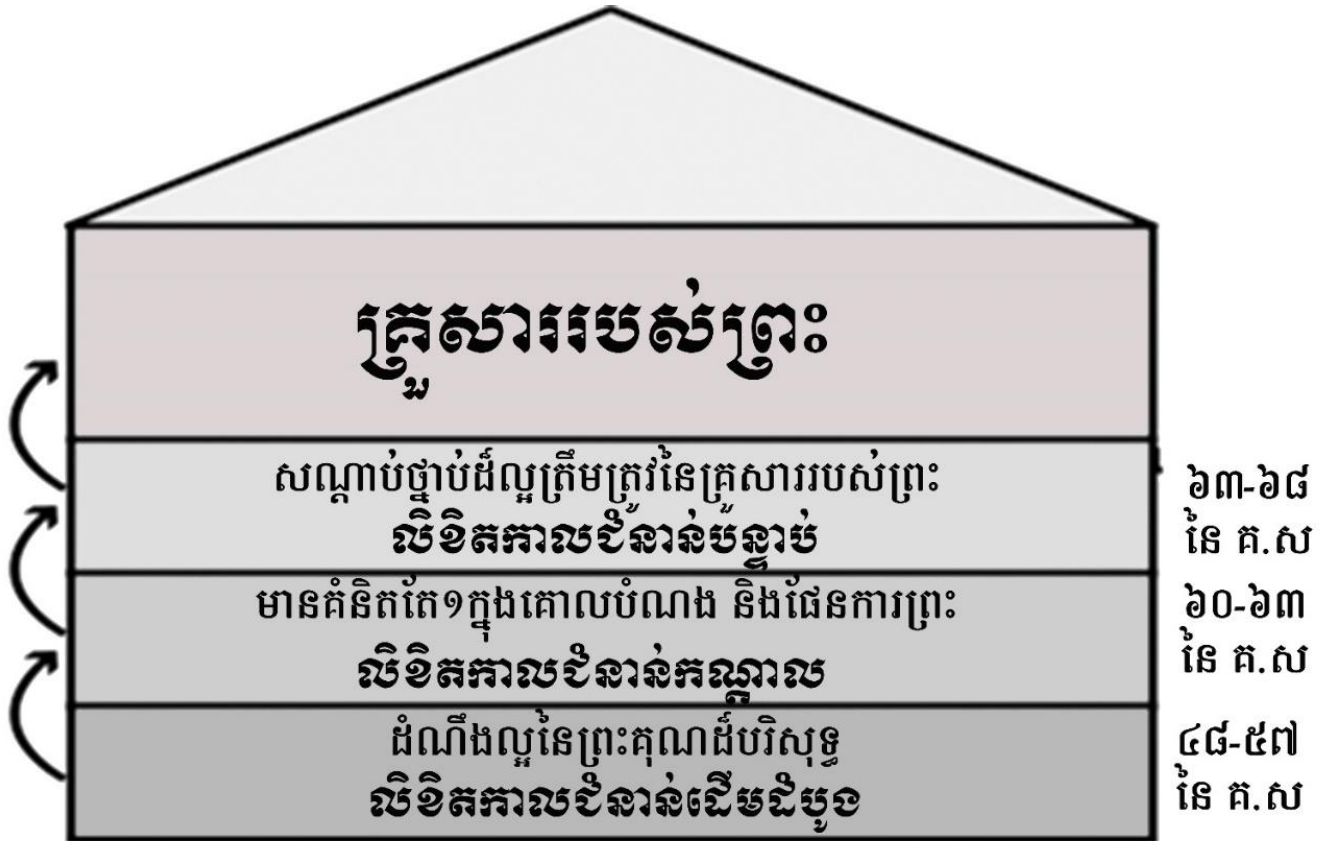 គ្រួសាររបស់ព្រះ
សណ្ដាប់ធ្នាប់ដ៏ល្អត្រឹមត្រូវនៃគ្រួសាររបស់ព្រះ
លិខិតកាលជំនាន់បន្ទាប់
៦៣-៦៨
នៃ គ.ស
មានគំនិតតែ១ក្នុងគោលបំណង និងផែនការព្រះ
លិខិតកាលជំនាន់កណ្ដាល
៦០-៦៣
នៃ គ.ស
ដំណឹងល្អនៃព្រះគុណដ៏បរិសុទ្ធ
លិខិតកាលជំនាន់ដើមដំបូង
៤៨-៥៧
នៃ គ.ស